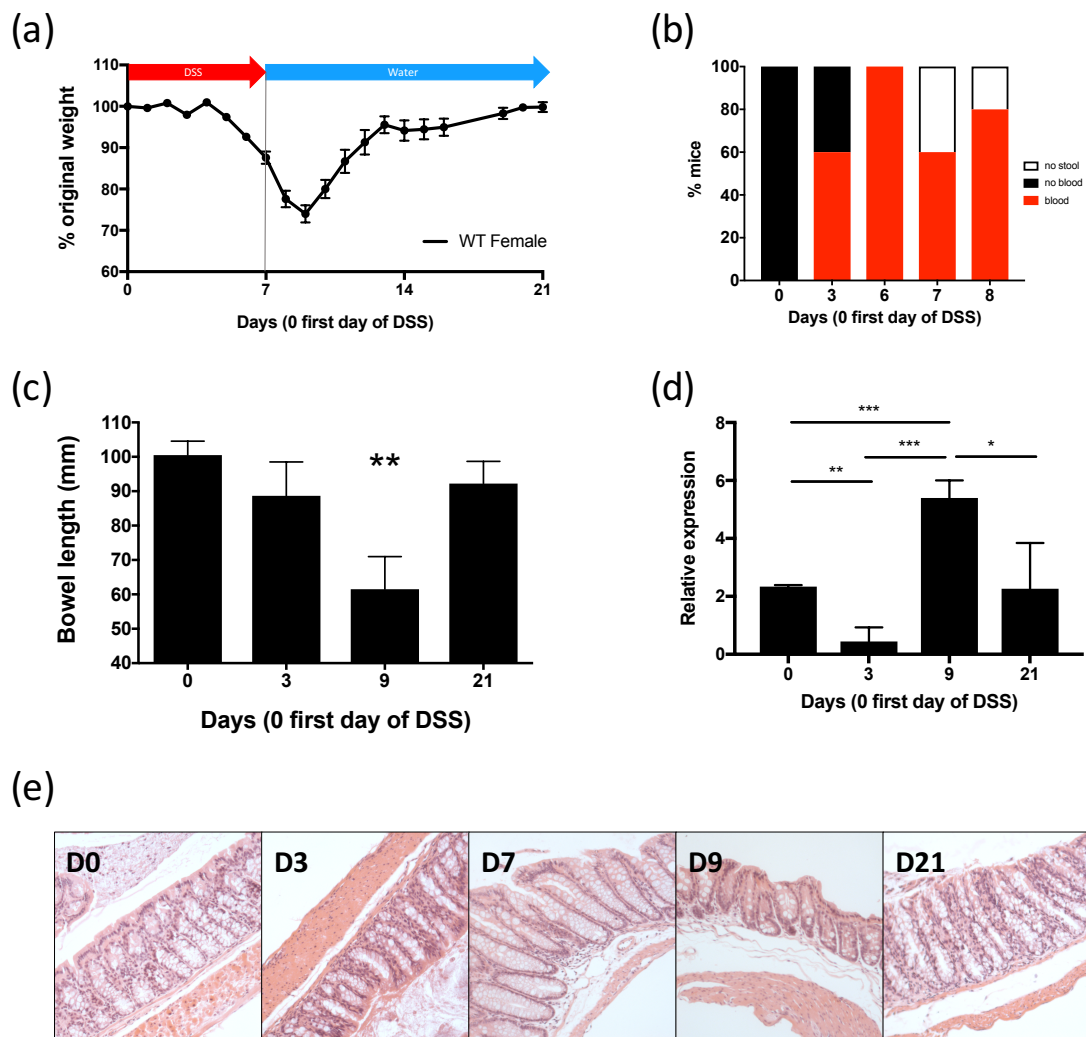 (a)
110
100
90
80
70
60
% original weight
DSS
Water
WT Female
0
7
14
21
Days (0 first day of DSS)
(b)
100
80
60
40
20
0
% mice
no stool
no blood
blood
0 3 6 7 8
Days (0 first day of DSS)
(c)
110
100
90
80
70
60
50
40
Bowel length (mm)
**
0 3 9 21
Days (0 first day of DSS)
(d)
8
6
4
2
0
Relative expression
***
*** *
**
0 3 9 21
Days (0 first day of DSS)
(e)
D0 D3 D7 D9 D21